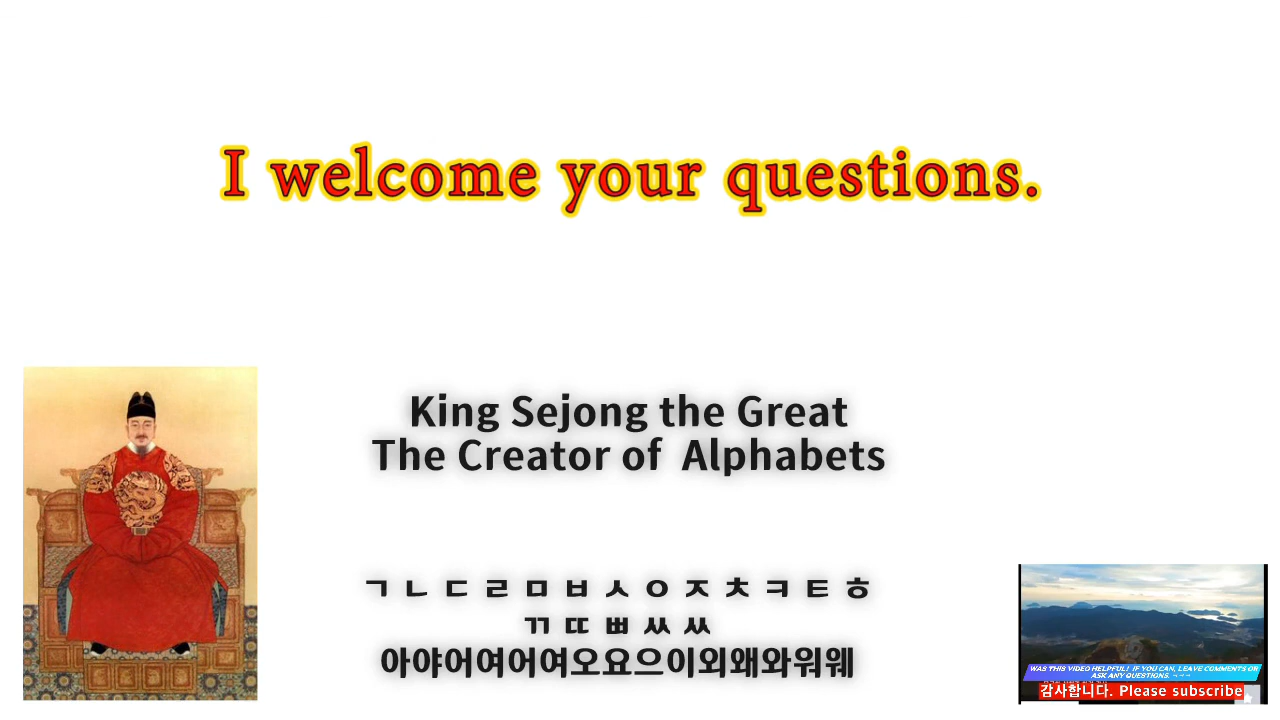 I welcome your questions.
King Sejong the Great
The Creator of Alphabets
ㄱ ㄴ ㄷ ㄹ ㅁ ㅂ ㅅ ㅇ ㅈ ㅊ ㅋ ㅌ ㅎ
ㄲ ㄸ ㅃ ㅆ ㅆ
아야어여어여오요으이외왜와워웨
WAS THIS VIDEO HELPFUL! IF YOU CAN, LEAVE COMMENTS OR
ASK ANY QUESTIONS. ~~~
감사합니다. Please subscribe